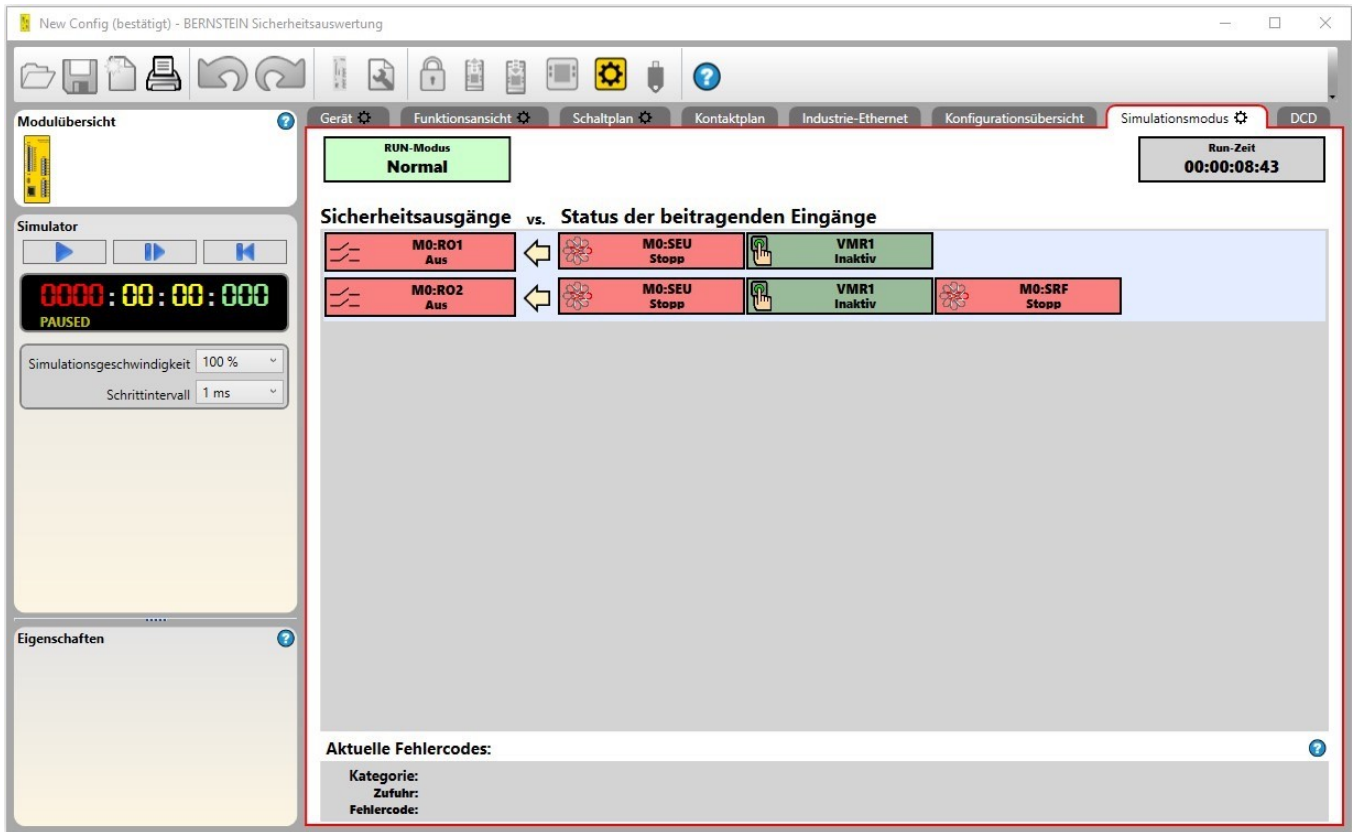 New Config (bestätigt) - BERNSTEIN Sicherheitsauswertung
Modulübersicht
Gerät Funktionsansicht Schaltplan Kontaktplan Industrie-Ethernet Konfigurationsübersicht Simulationsmodus DCD
RUN-Modus
Normal
Run-Zeit
00:00:08:43
Simulator
0000:00:00:000
PAUSED
Simulationsgeschwindigkeit 100 %
Schrittintervall 1 ms
Sicherheitsausgänge vs. Status der beitragenden Eingänge
M0:RO1
Aus
M0:SEU
Stopp
VMR1
Inaktiv
M0:RO2
Aus
M0:SEU
Stopp
VMR1
Inaktiv
M0:SRF
Stopp
Eigenschaften
Aktuelle Fehlercodes:
Kategorie:
Zufuhr:
Fehlercode: